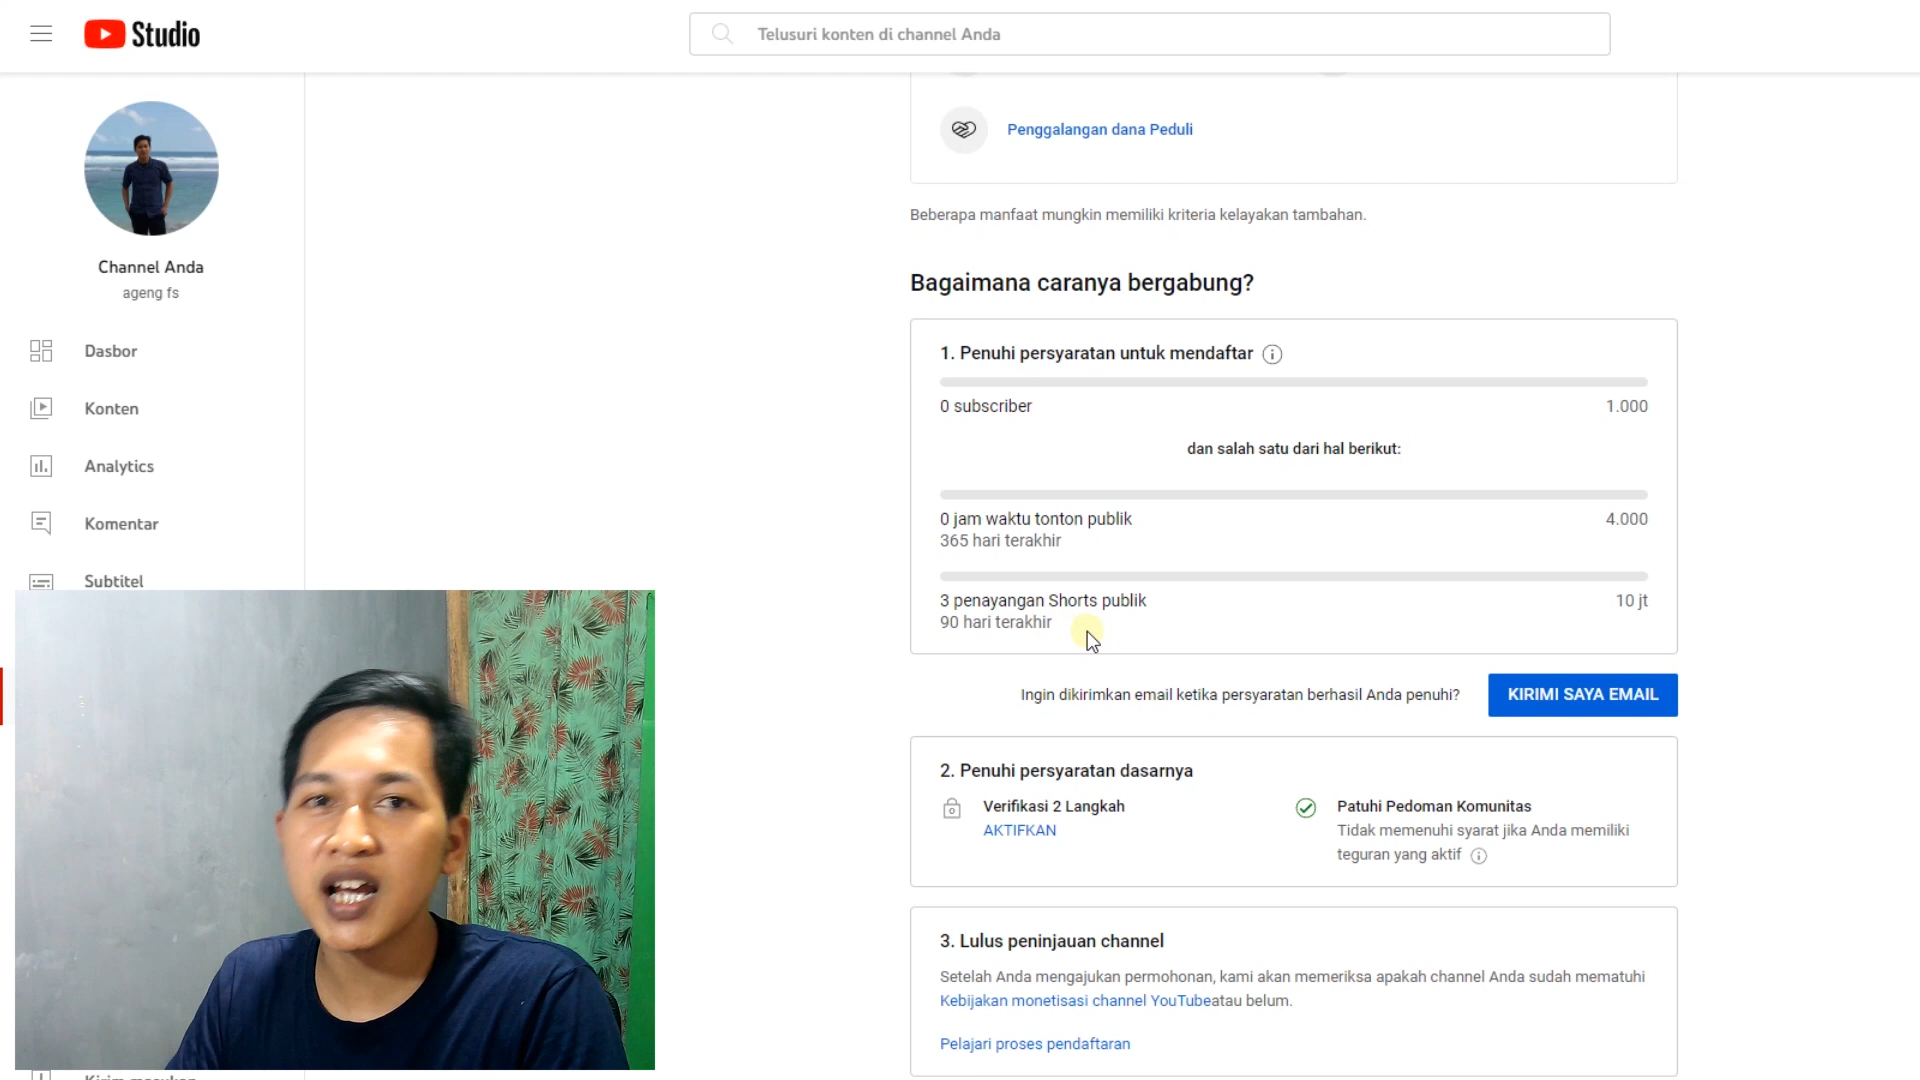 Studio
Telusuri konten di channel Anda
Channel Anda
ageng fs
Dasbor
Konten
Analytics
Komentar
Subtitel
Penggalangan dana Peduli
Beberapa manfaat mungkin memiliki kriteria kelayakan tambahan.
Bagaimana caranya bergabung?
1. Penuhi persyaratan untuk mendaftar
0 subscriber 1.000
dan salah satu dari hal berikut:
0 jam waktu tonton publik 4.000
365 hari terakhir
3 penayangan Shorts publik 10 jt
90 hari terakhir
Ingin dikirimkan email ketika persyaratan berhasil Anda penuhi? KIRIMI SAYA EMAIL
2. Penuhi persyaratan dasarnya
Verifikasi 2 Langkah
AKTIFKAN
Patuhi Pedoman Komunitas
Tidak memenuhi syarat jika Anda memiliki
teguran yang aktif
3. Lulus peninjauan channel
Setelah Anda mengajukan permohonan, kami akan memeriksa apakah channel Anda sudah mematuhi
Kebijakan monetisasi channel YouTubeatau belum.
Pelajari proses pendaftaran